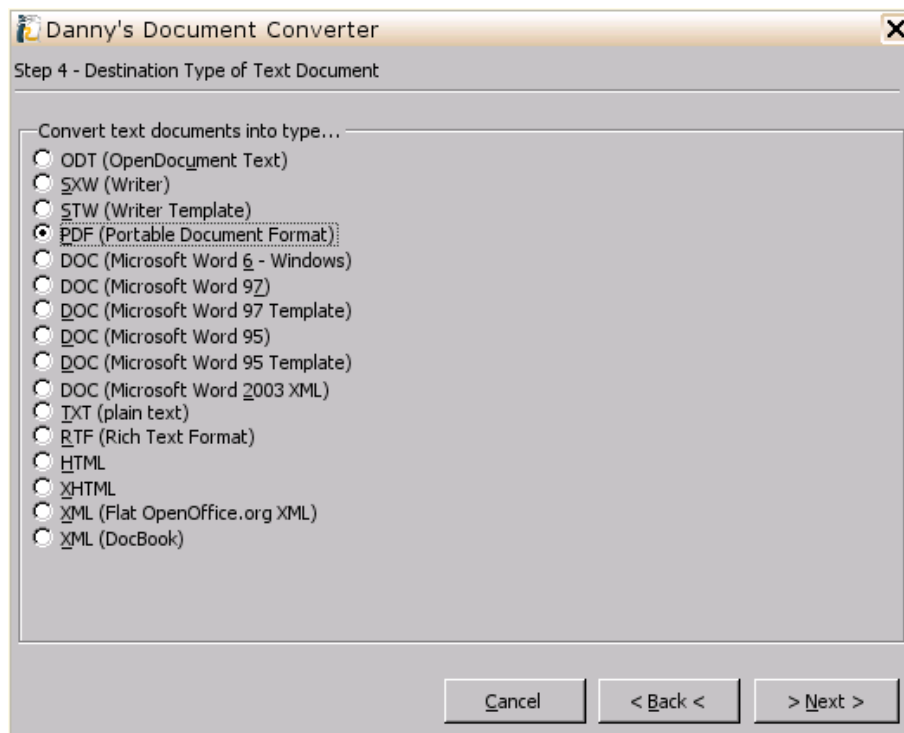 Danny's Document Converter
Step 4 - Destination Type of Text Document
Convert text documents into type...
ODT (OpenDocument Text)
SXW (Writer)
STW (Writer Template)
PDF (Portable Document Format)
DOC (Microsoft Word 6 - Windows)
DOC (Microsoft Word 97)
DOC (Microsoft Word 97 Template)
DOC (Microsoft Word 95)
DOC (Microsoft Word 95 Template)
DOC (Microsoft Word 2003 XML)
TXT (plain text)
RTF (Rich Text Format)
HTML
XHTML
XML (Flat OpenOffice.org XML)
XML (DocBook)
Cancel < Back < > Next >